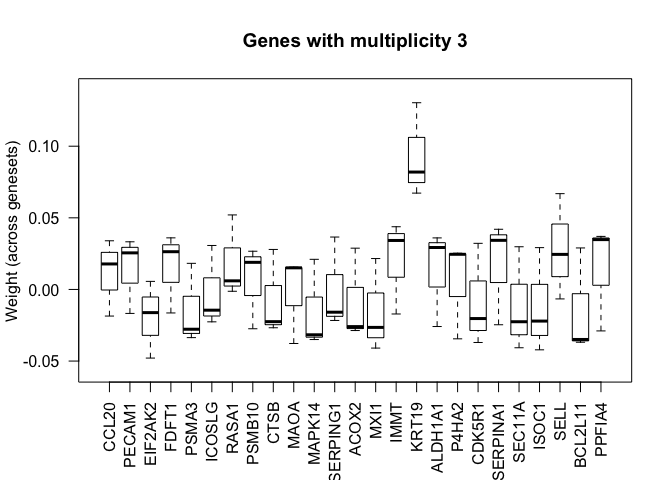 Genes with multiplicity 3
Weight (across genesets)
0.10
0.05
0.00
-0.05
CCL20
PECAM1
EIF2AK2
FDFT1
PSMA3
ICOSLG
RASA1
PSMB10
CTSB
MAOA
MAPK14
SERPING1
ACOX2
MXI1
IMMT
KRT19
ALDH1A1
P4HA2
CDK5R1
SERPINA1
SEC11A
ISOC1
SELL
BCL2L11
PPFIA4